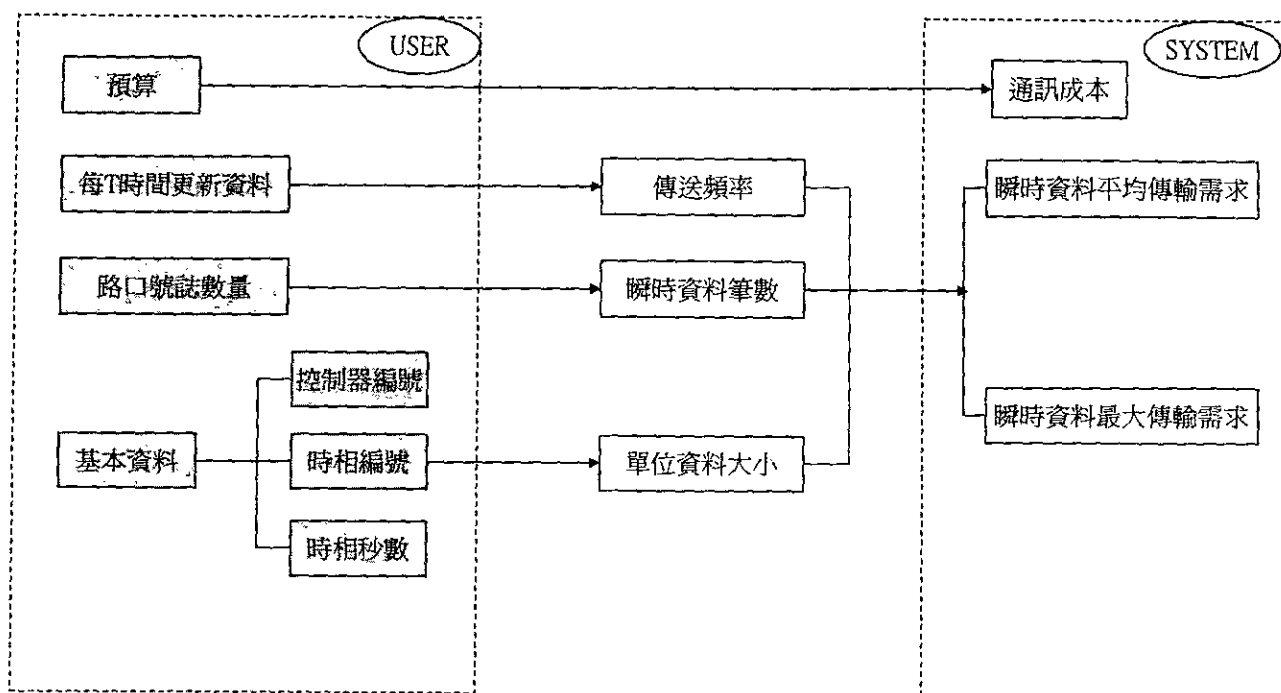 USER
SYSTEM
預算
通訊成本
每T時間更新資料
傳送頻率
瞬時資料平均傳輸需求
路口號誌數量
瞬時資料筆數
控制器編號
瞬時資料最大傳輸需求
基本資料
時相編號
單位資料大小
時相秒數